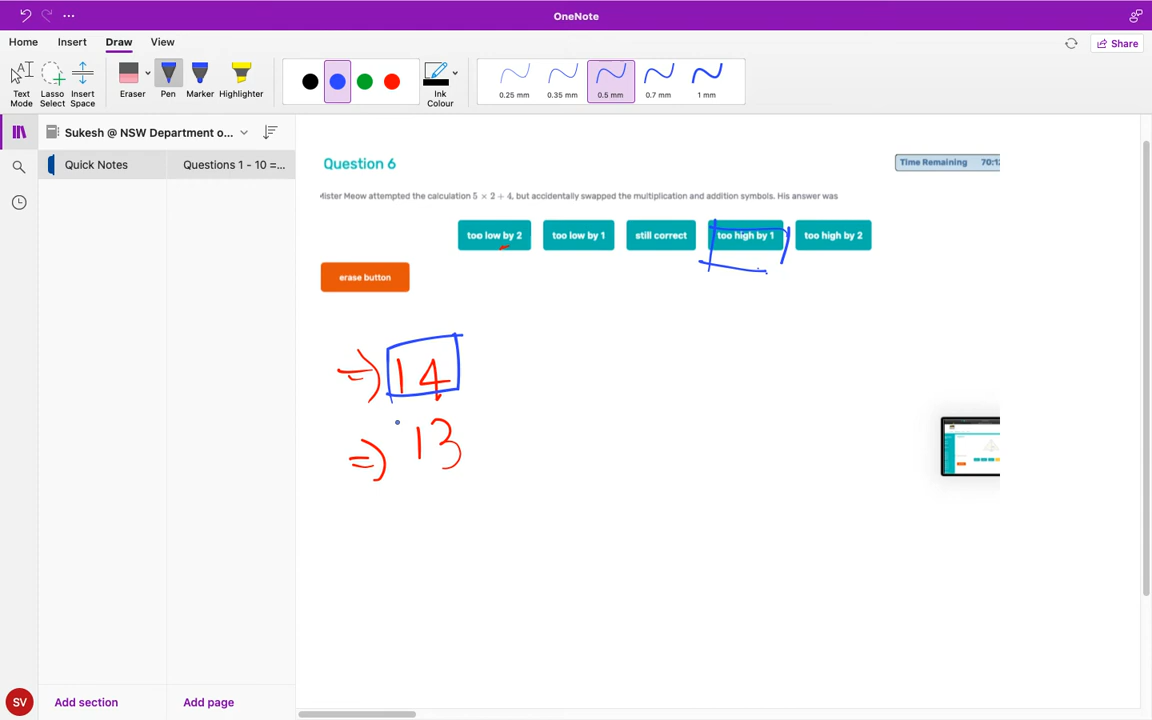 OneNote
Home Insert Draw View
Share
Eraser Pen Marker Highlighter
Text Mode
Lasso Select
Insert Space
Ink Colour
0.25 mm 0.35 mm 0.5 mm 0.7 mm 1 mm
Sukesh @ NSW Department o...
Quick Notes
Questions 1 - 10 =...
Question 6
Time Remaining 70:1
Mister Meow attempted the calculation 5 × 2 + 4, but accidentally swapped the multiplication and addition symbols. His answer was
too low by 2 too low by 1 still correct too high by 1 too high by 2
erase button
=> 14
=> 13
SV
Add section
Add page